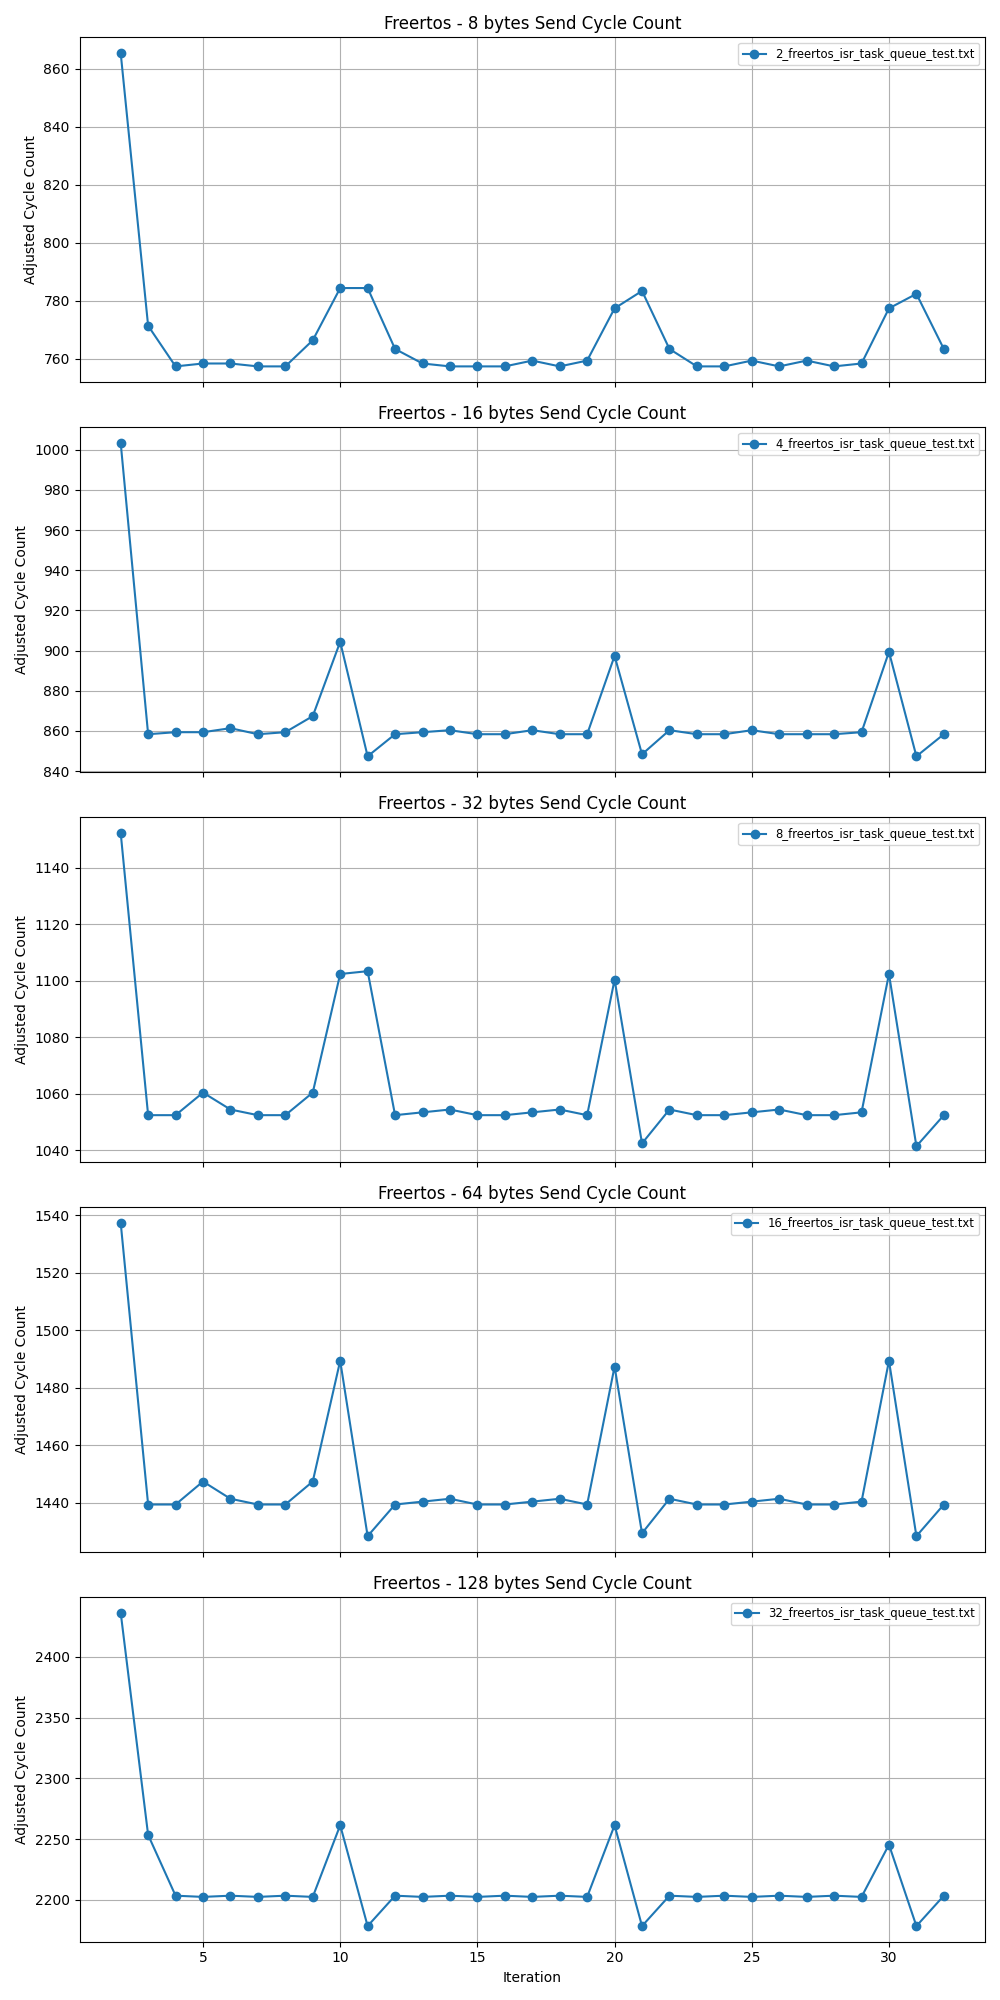 Freertos - 8 bytes Send Cycle Count
2_freertos_isr_task_queue_test.txt
860
840
820
800
780
760
Adjusted Cycle Count
Freertos - 16 bytes Send Cycle Count
4_freertos_isr_task_queue_test.txt
1000
980
960
940
920
900
880
860
840
Adjusted Cycle Count
Freertos - 32 bytes Send Cycle Count
8_freertos_isr_task_queue_test.txt
1140
1120
1100
1080
1060
1040
Adjusted Cycle Count
Freertos - 64 bytes Send Cycle Count
16_freertos_isr_task_queue_test.txt
1540
1520
1500
1480
1460
1440
Adjusted Cycle Count
Freertos - 128 bytes Send Cycle Count
32_freertos_isr_task_queue_test.txt
2400
2350
2300
2250
2200
Adjusted Cycle Count
5 10 15 20 25 30
Iteration